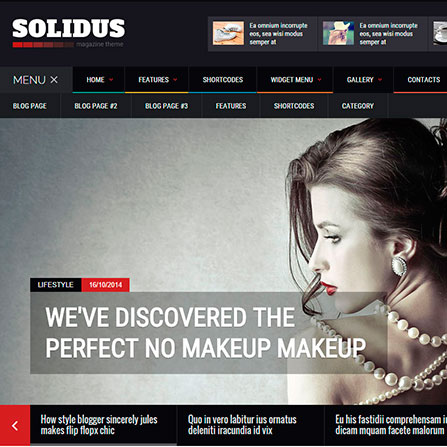 SOLIDUS
magazine theme
Ea omnium incorrupte
eos, sea wisi modus
semper at
Ea omnium incorrupte
eos, sea wisi modus
semper at
MENU ×
HOME
FEATURES
SHORTCODES
WIDGET MENU
GALLERY
CONTACTS
BLOG PAGE
BLOG PAGE #2
BLOG PAGE #3
FEATURES
SHORTCODES
CATEGORY
LIFESTYLE
16/10/2014
WE'VE DISCOVERED THE
PERFECT NO MAKEUP MAKEUP
How style blogger sincerely jules
makes flip flopx chic
Quo in vero labitur ius ornatus
deleniti iracundia id vix
Eu his fastidii comprehensam
dicam mquam facete malorum